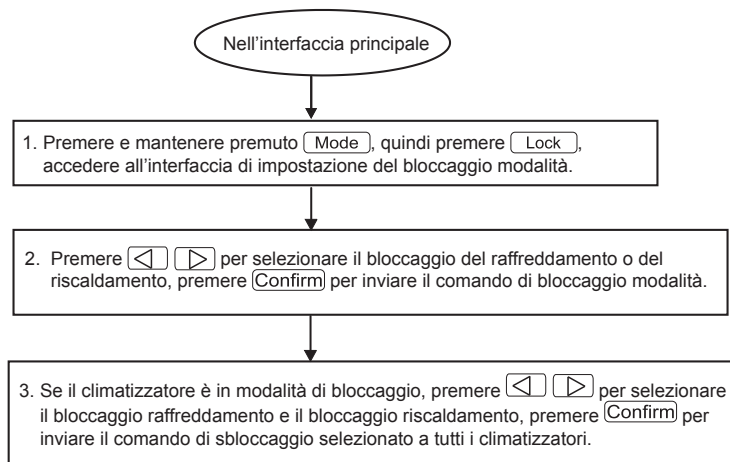 Nell'interfaccia principale
1. Premere e mantenere premuto Mode , quindi premere Lock ,
accedere all'interfaccia di impostazione del bloccaggio modalità.
2. Premere ◁ ▷ per selezionare il bloccaggio del raffreddamento o del
riscaldamento, premere Confirm per inviare il comando di bloccaggio modalità.
3. Se il climatizzatore è in modalità di bloccaggio, premere ◁ ▷ per selezionare
il bloccaggio raffreddamento e il bloccaggio riscaldamento, premere Confirm per
inviare il comando di sbloccaggio selezionato a tutti i climatizzatori.